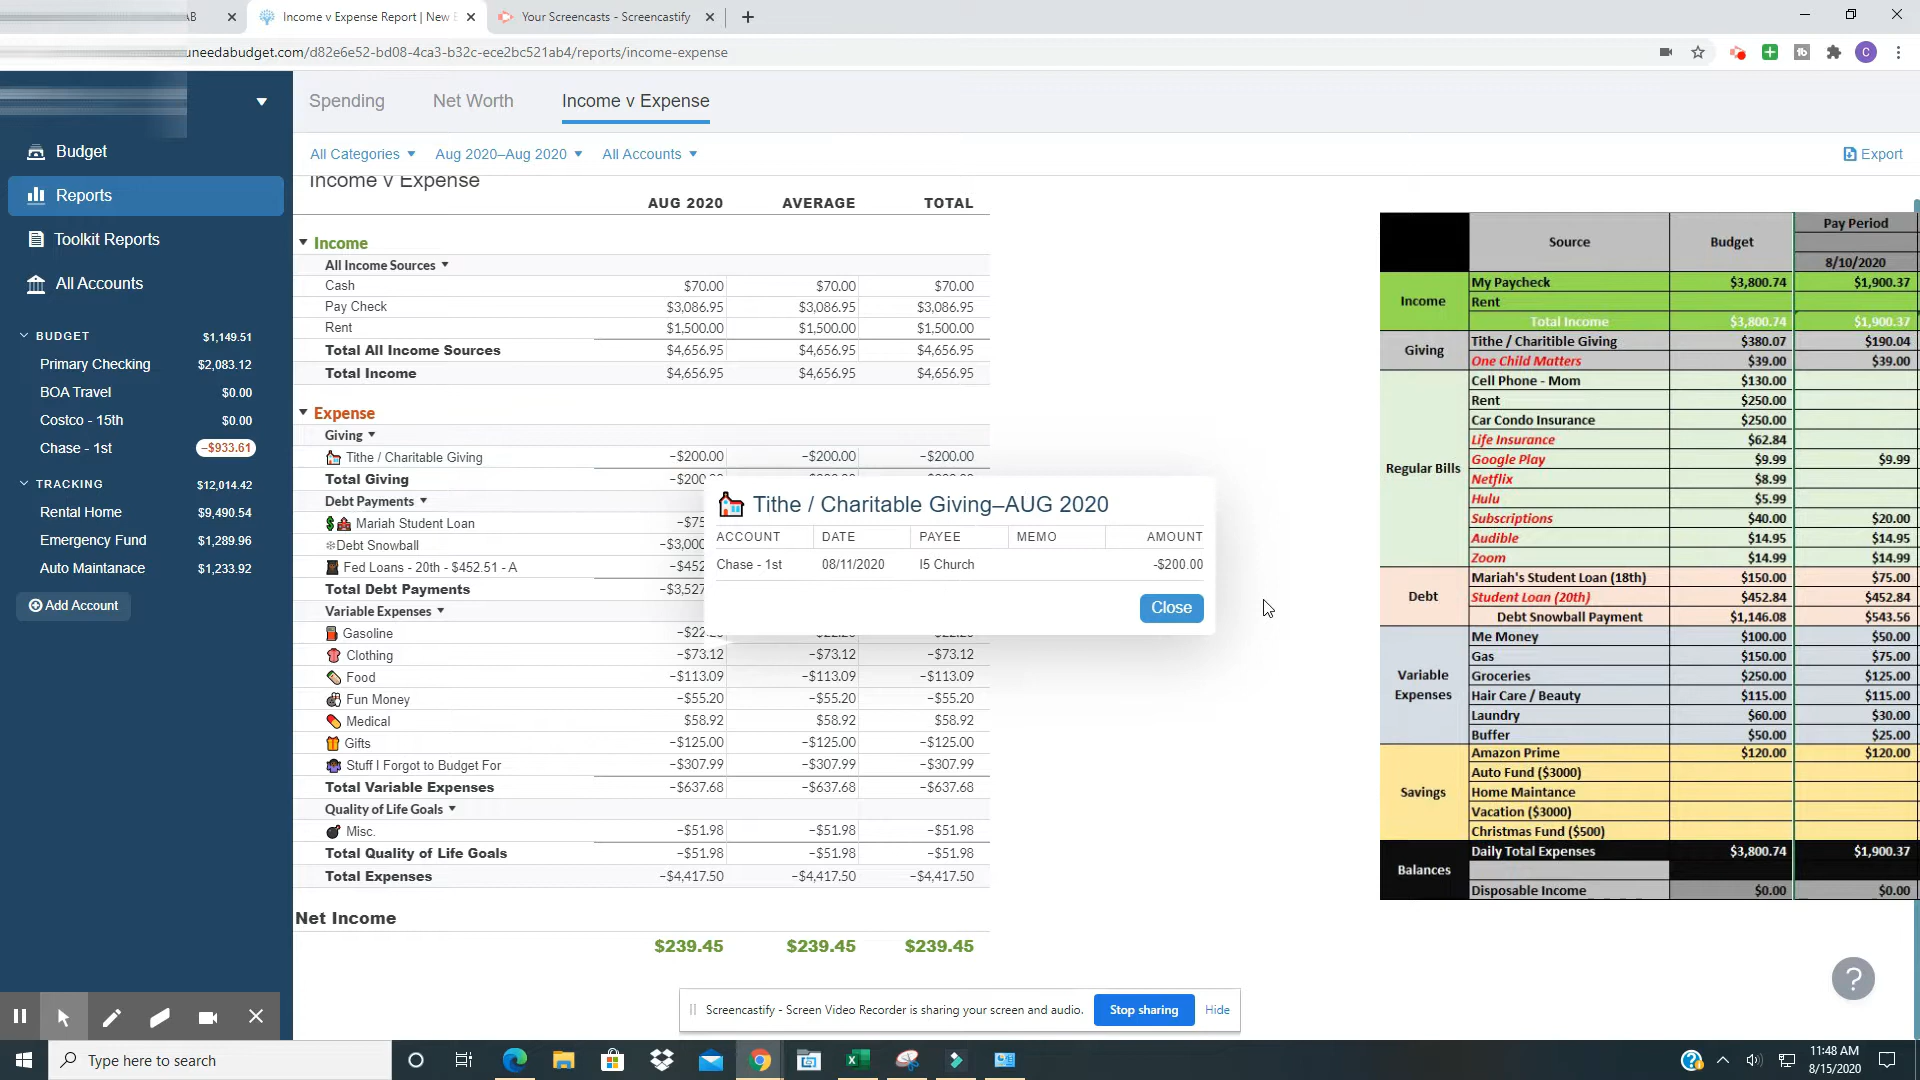 AB
Income v Expense Report | New B
Your Screencasts - Screencastify
uneedabudget.com/d82e6e52-bd08-4ca3-b32c-ece2bc521ab4/reports/income-expense
C
Budget
Reports
Toolkit Reports
All Accounts
BUDGET $1,149.51
Primary Checking $2,083.12
BOA Travel $0.00
Costco - 15th $0.00
Chase - 1st −$933.61
TRACKING $12,014.42
Rental Home $9,490.54
Emergency Fund $1,289.96
Auto Maintanace $1,233.92
Add Account
Spending Net Worth Income v Expense
All Categories Aug 2020–Aug 2020 All Accounts Export
Income v Expense
AUG 2020 AVERAGE TOTAL
Income
All Income Sources
Cash $70.00 $70.00 $70.00
Pay Check $3,086.95 $3,086.95 $3,086.95
Rent $1,500.00 $1,500.00 $1,500.00
Total All Income Sources $4,656.95 $4,656.95 $4,656.95
Total Income $4,656.95 $4,656.95 $4,656.95
Expense
Giving
Tithe / Charitable Giving −$200.00 −$200.00 −$200.00
Total Giving −$200
Debt Payments
Mariah Student Loan −$75
Debt Snowball −$3,000
Fed Loans - 20th - $452.51 - A −$452
Total Debt Payments −$3,527
Variable Expenses
Gasoline −$22
Clothing −$73.12 −$73.12 −$73.12
Food −$113.09 −$113.09 −$113.09
Fun Money −$55.20 −$55.20 −$55.20
Medical $58.92 $58.92 $58.92
Gifts −$125.00 −$125.00 −$125.00
Stuff I Forgot to Budget For −$307.99 −$307.99 −$307.99
Total Variable Expenses −$637.68 −$637.68 −$637.68
Quality of Life Goals
Misc. −$51.98 −$51.98 −$51.98
Total Quality of Life Goals −$51.98 −$51.98 −$51.98
Total Expenses −$4,417.50 −$4,417.50 −$4,417.50
Net Income
$239.45 $239.45 $239.45
Tithe / Charitable Giving–AUG 2020
ACCOUNT DATE PAYEE MEMO AMOUNT
Chase - 1st 08/11/2020 I5 Church -$200.00
Close
Source Budget Pay Period
8/10/2020
Income
My Paycheck $3,800.74 $1,900.37
Rent
Total Income $3,800.74 $1,900.37
Giving
Tithe / Charitible Giving $380.07 $190.04
One Child Matters $39.00 $39.00
Regular Bills
Cell Phone - Mom $130.00
Rent $250.00
Car Condo Insurance $250.00
Life Insurance $62.84
Google Play $9.99 $9.99
Netflix $8.99
Hulu $5.99
Subscriptions $40.00 $20.00
Audible $14.95 $14.95
Zoom $14.99 $14.99
Debt
Mariah's Student Loan (18th) $150.00 $75.00
Student Loan (20th) $452.84 $452.84
Debt Snowball Payment $1,146.08 $543.56
Variable Expenses
Me Money $100.00 $50.00
Gas $150.00 $75.00
Groceries $250.00 $125.00
Hair Care / Beauty $115.00 $115.00
Laundry $60.00 $30.00
Buffer $50.00 $25.00
Savings
Amazon Prime $120.00 $120.00
Auto Fund ($3000)
Home Maintance
Vacation ($3000)
Christmas Fund ($500)
Balances
Daily Total Expenses $3,800.74 $1,900.37
Disposable Income $0.00 $0.00
?
Screencastify - Screen Video Recorder is sharing your screen and audio. Stop sharing Hide
Type here to search
11:48 AM
8/15/2020